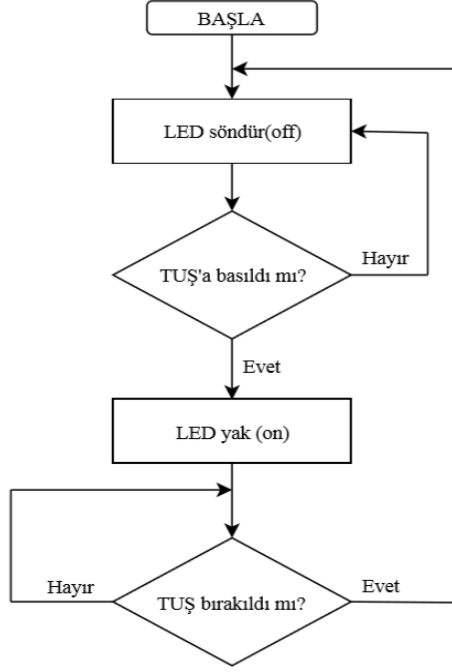 BAŞLA
LED söndür(off)
TUŞ'a basıldı mı?
Hayır
Evet
LED yak (on)
Hayır
TUŞ bırakıldı mı?
Evet